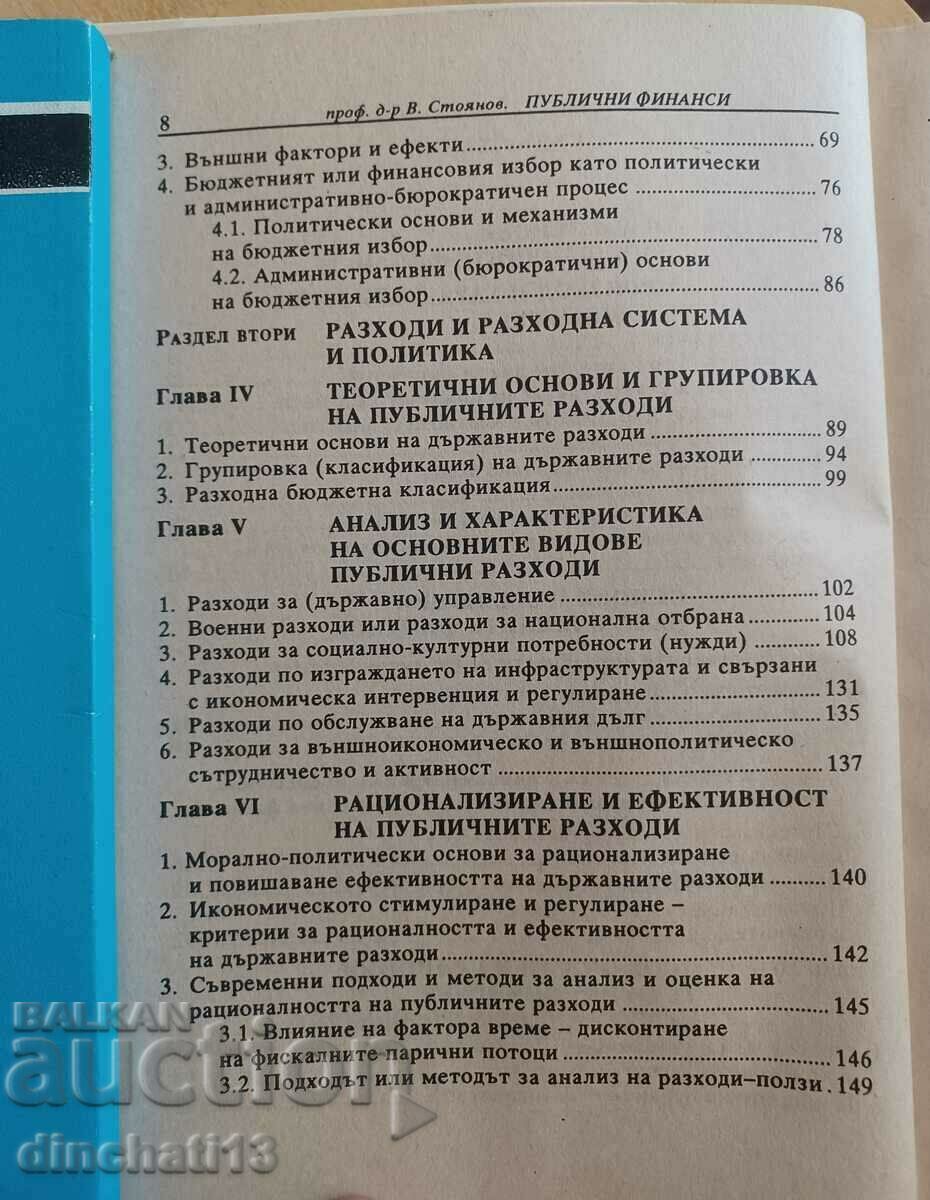 8 проф. д-р В. Стоянов. ПУБЛИЧНИ ФИНАНСИ
3. Външни фактори и ефекти ........ 69
4. Бюджетният или финансовия избор като политически
и административно-бюрократичен процес ........ 76
4.1. Политически основи и механизми
на бюджетния избор ........ 78
4.2. Административни (бюрократични) основи
на бюджетния избор ........ 86
РАЗДЕЛ ВТОРИ РАЗХОДИ И РАЗХОДНА СИСТЕМА
И ПОЛИТИКА
Глава IV ТЕОРЕТИЧНИ ОСНОВИ И ГРУПИРОВКА
НА ПУБЛИЧНИТЕ РАЗХОДИ
1. Теоретични основи на държавните разходи ........ 89
2. Групировка (класификация) на държавните разходи ........ 94
3. Разходна бюджетна класификация ........ 99
Глава V АНАЛИЗ И ХАРАКТЕРИСТИКА
НА ОСНОВНИТЕ ВИДОВЕ
ПУБЛИЧНИ РАЗХОДИ
1. Разходи за (държавно) управление ........ 102
2. Военни разходи или разходи за национална отбрана ........ 104
3. Разходи за социално-културни потребности (нужди) ........ 108
4. Разходи по изграждането на инфраструктурата и свързани
с икономическа интервенция и регулиране ........ 131
5. Разходи по обслужване на държавния дълг ........ 135
6. Разходи за външноикономическо и външнополитическо
сътрудничество и активност ........ 137
Глава VI РАЦИОНАЛИЗИРАНЕ И ЕФЕКТИВНОСТ
НА ПУБЛИЧНИТЕ РАЗХОДИ
1. Морално-политически основи за рационализиране
и повишаване ефективността на държавните разходи ........ 140
2. Икономическото стимулиране и регулиране –
критерии за рационалността и ефективността
на държавните разходи ........ 142
3. Съвременни подходи и методи за анализ и оценка на
рационалността на публичните разходи ........ 145
3.1. Влияние на фактора време – дисконтиране
на фискалните парични потоци ........ 146
3.2. Подходът или методът за анализ на разходи–ползи . 149
BALKAN
auction
dinchati13